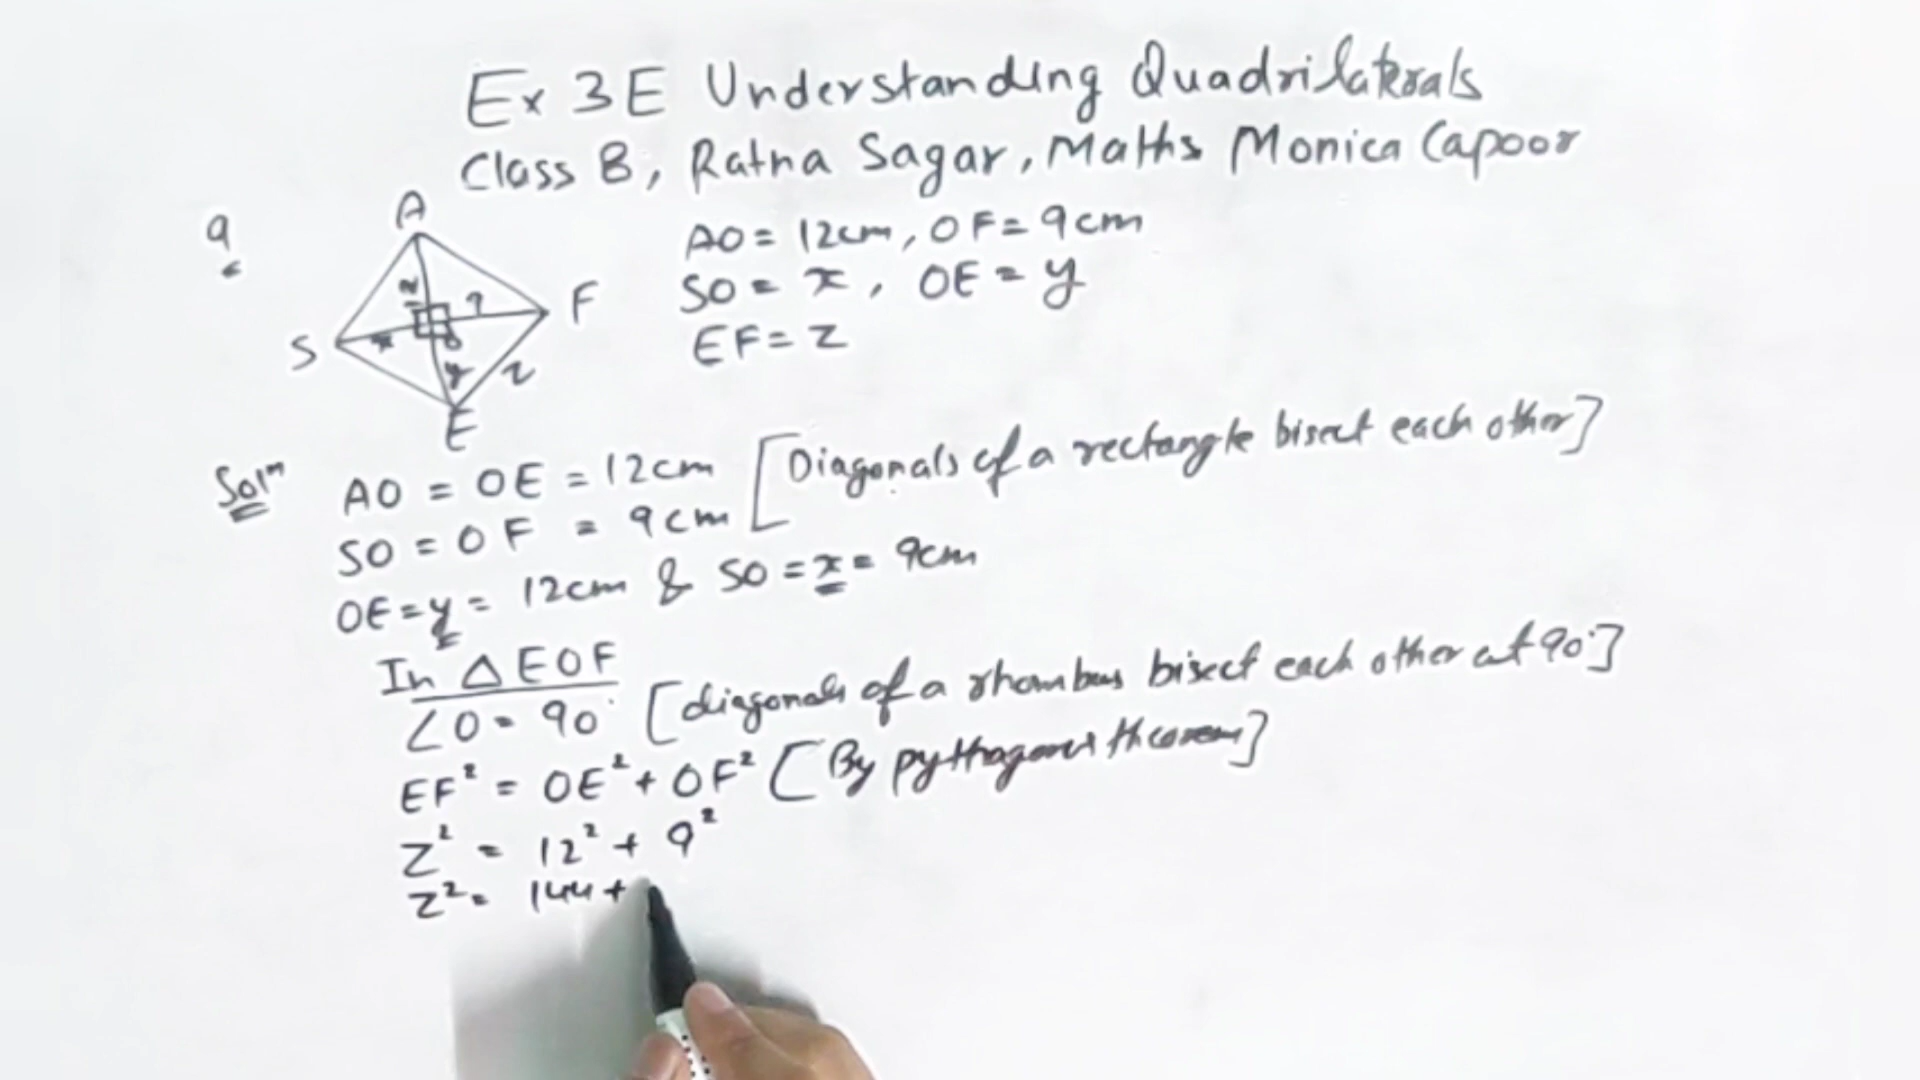 Ex 3E Understanding Quadrilaterals
Class 8, Ratna Sagar, Maths Monica Capoor
9
A
F
S
E
12
9
x
O
y
z
AO = 12cm, OF = 9cm
SO = x, OE = y
EF = Z
Soln
AO = OE = 12cm [Diagonals of a rectangle bisect each other]
SO = OF = 9cm
OE = y = 12cm & SO = x = 9cm
In △EOF
∠O = 90° [diagonals of a rhombus bisect each other at 90°]
EF² = OE² + OF² [By pythagorus theorem]
Z² = 12² + 9²
Z² = 144 +